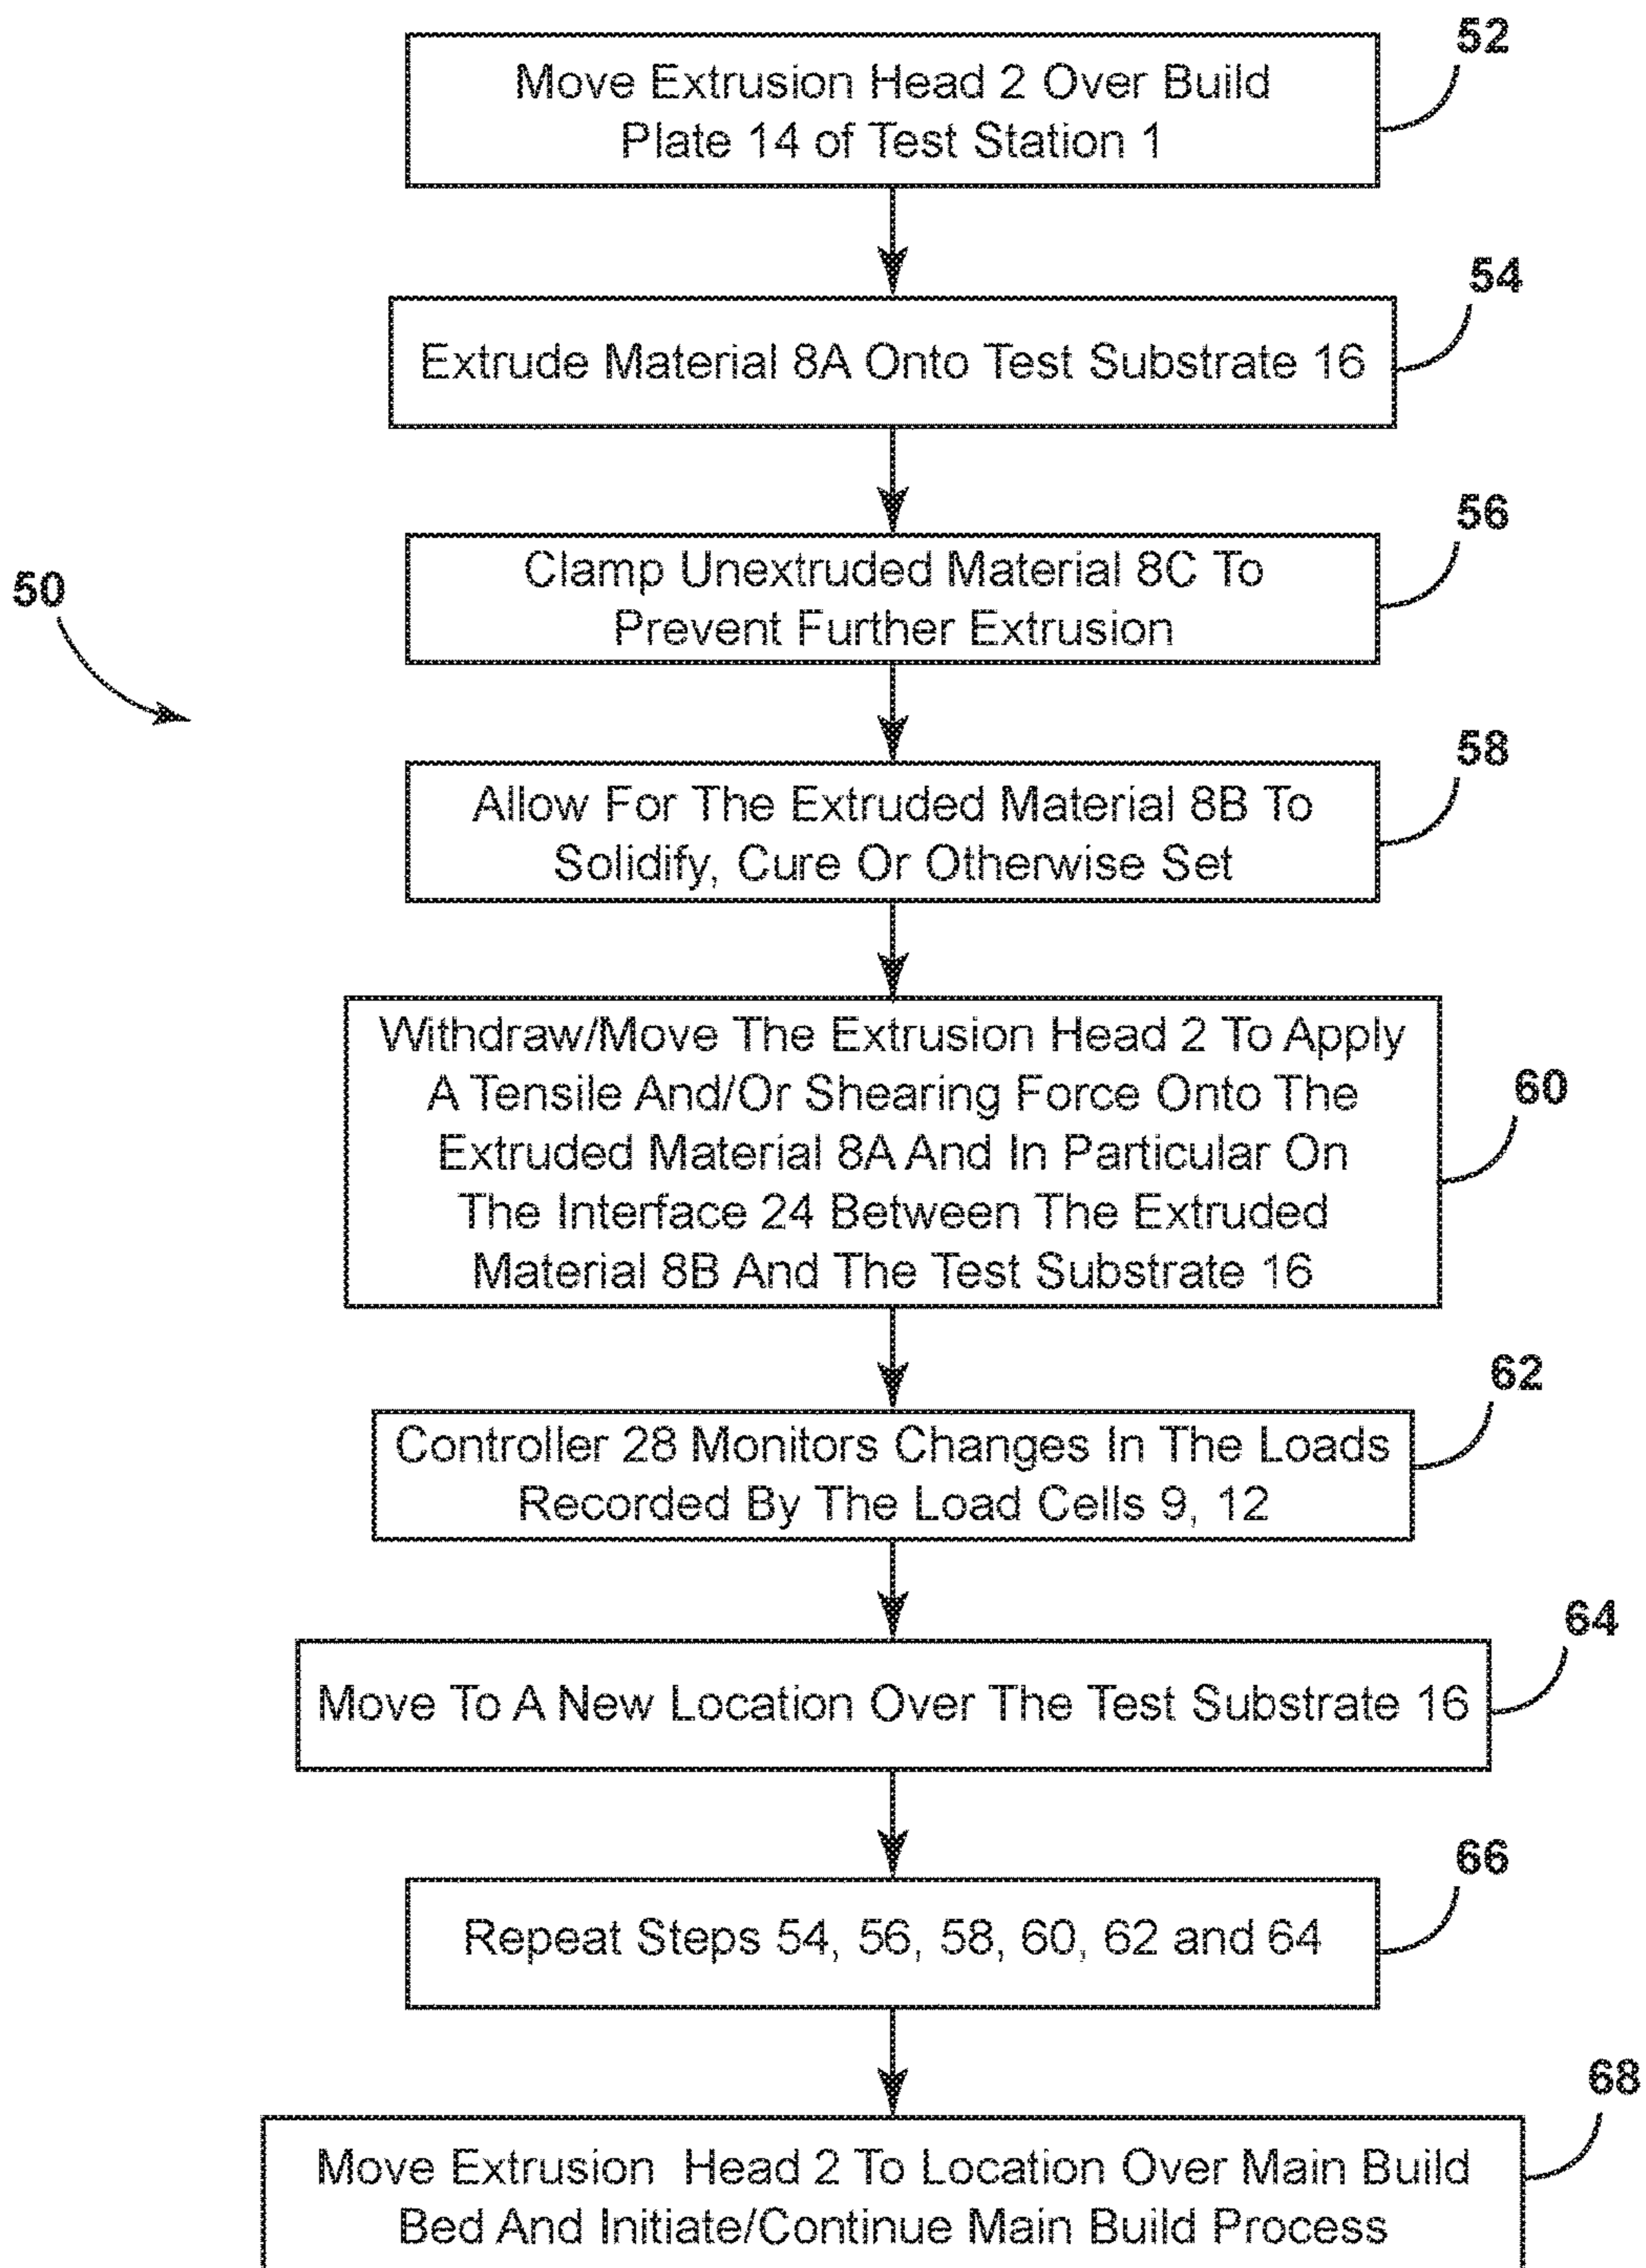 52
Move Extrusion Head 2 Over Build
Plate 14 of Test Station 1
54
Extrude Material 8A Onto Test Substrate 16
56
Clamp Unextruded Material 8C To
Prevent Further Extrusion
50
58
Allow For The Extruded Material 8B To
Solidify, Cure Or Otherwise Set
60
Withdraw/Move The Extrusion Head 2 To Apply
A Tensile And/Or Shearing Force Onto The
Extruded Material 8A And In Particular On
The Interface 24 Between The Extruded
Material 8B And The Test Substrate 16
62
Controller 28 Monitors Changes In The Loads
Recorded By The Load Cells 9, 12
64
Move To A New Location Over The Test Substrate 16
66
Repeat Steps 54, 56, 58, 60, 62 and 64
68
Move Extrusion Head 2 To Location Over Main Build
Bed And Initiate/Continue Main Build Process